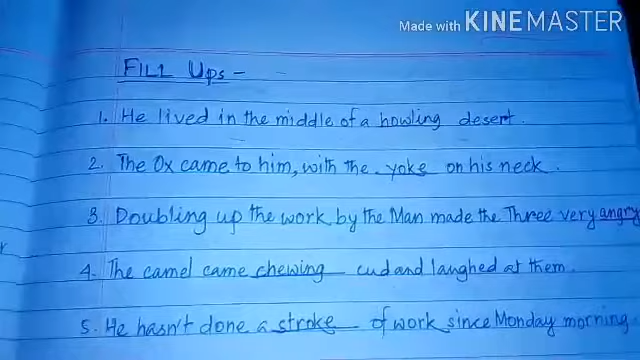 Made with KINEMASTER
FILL Ups -
1. He lived in the middle of a howling desert.
2. The Ox came to him, with the yoke on his neck.
3. Doubling up the work by the Man made the Three very angry
4. The camel came chewing cud and laughed at them.
5. He hasn't done a stroke of work since Monday morning.